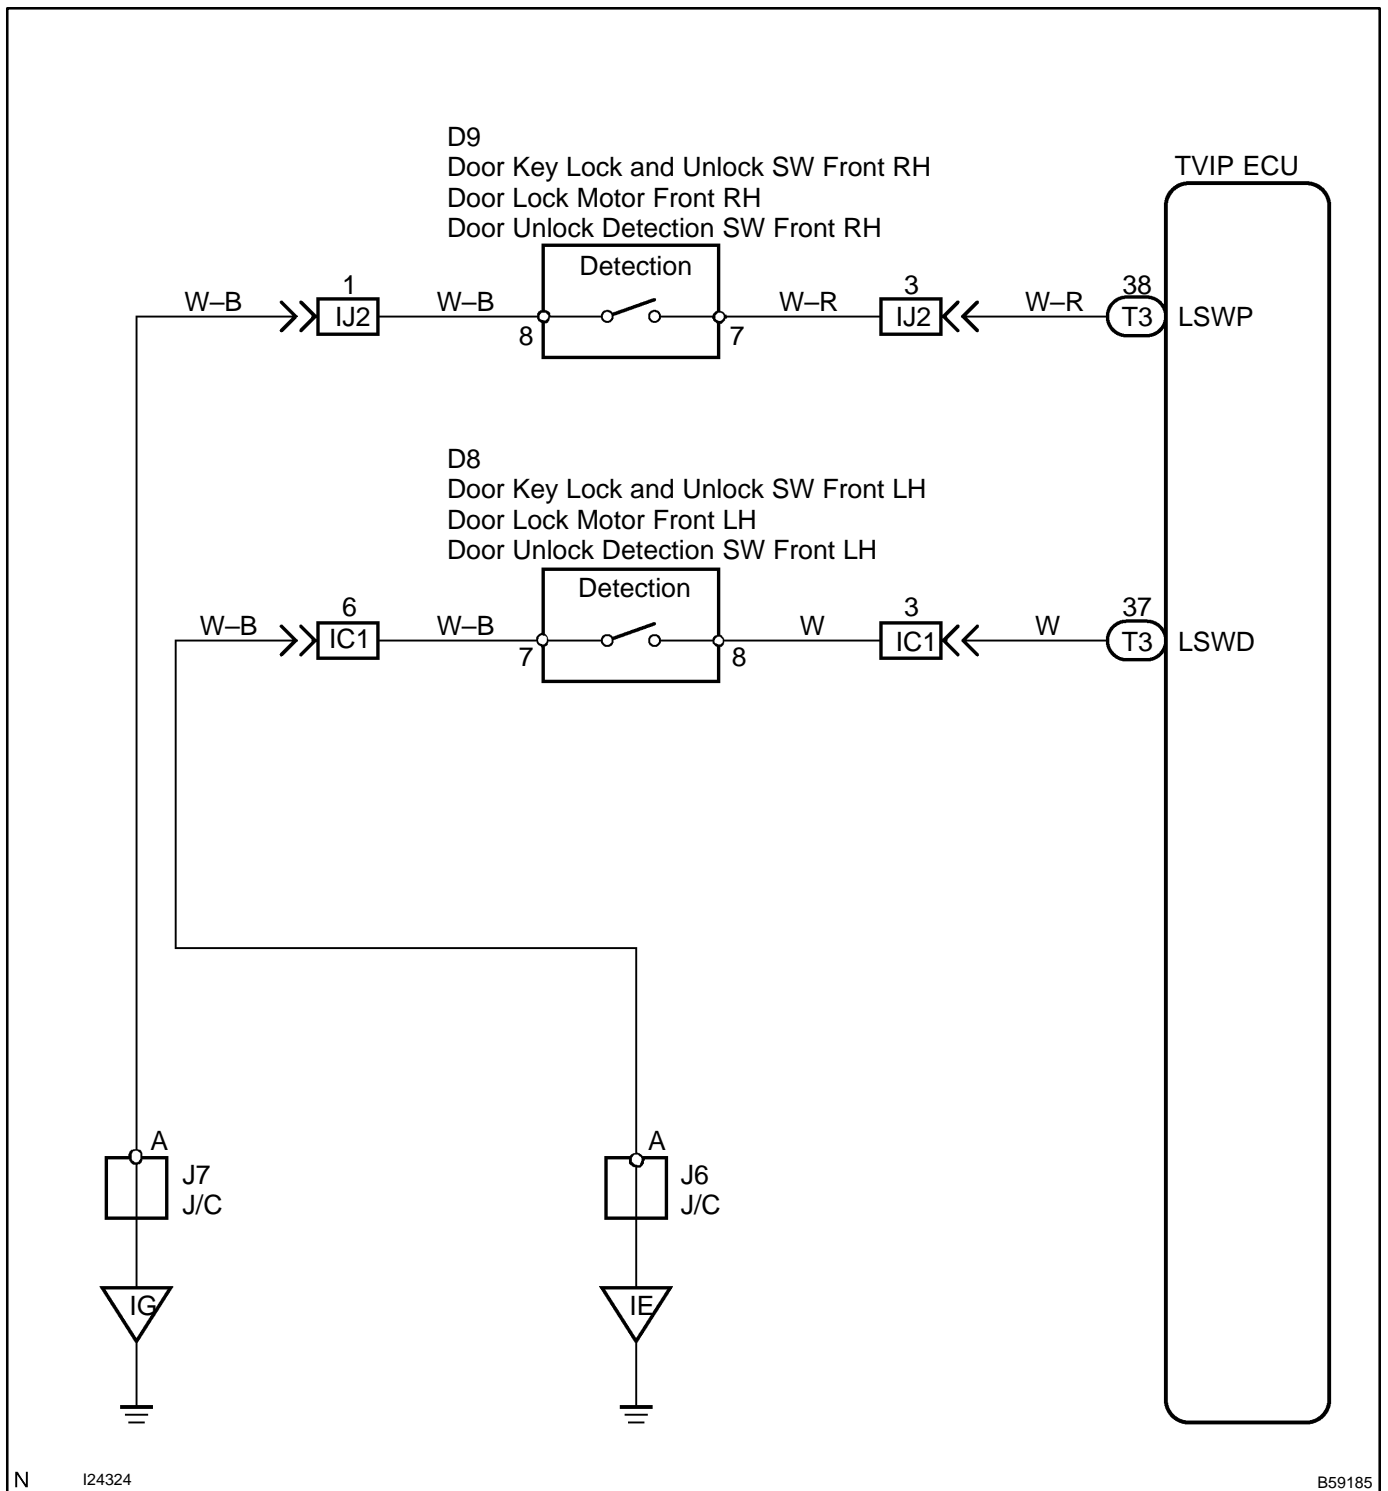 D9
Door Key Lock and Unlock SW Front RH
Door Lock Motor Front RH
Door Unlock Detection SW Front RH
TVIP ECU
Detection
W–B
1
IJ2
W–B
8
7
W–R
3
IJ2
W–R
38
T3
LSWP
D8
Door Key Lock and Unlock SW Front LH
Door Lock Motor Front LH
Door Unlock Detection SW Front LH
Detection
W–B
6
IC1
W–B
7
8
W
3
IC1
W
37
T3
LSWD
A
J7
J/C
IG
A
J6
J/C
IE
N
I24324
B59185